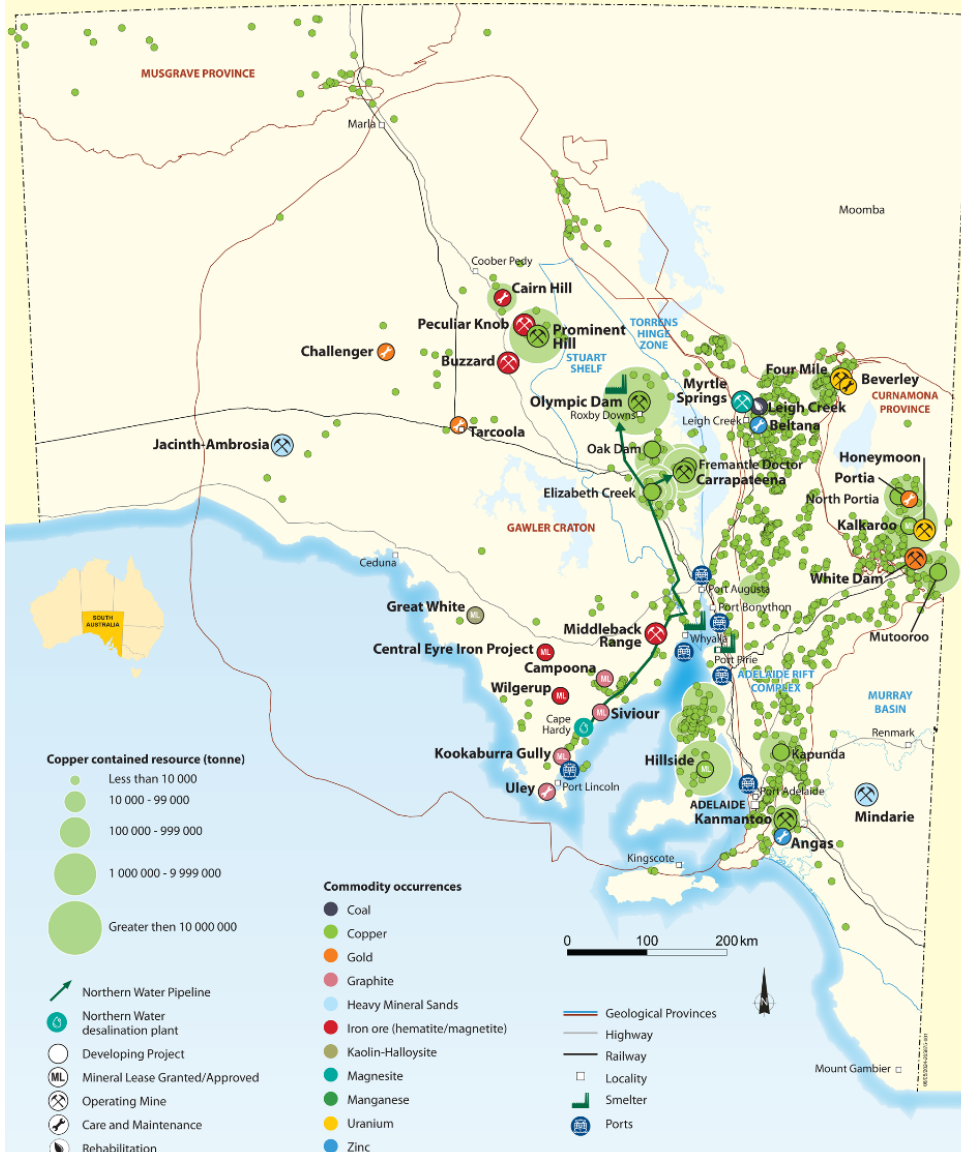 MUSGRAVE PROVINCE
Marla
Moomba
Coober Pedy
Cairn Hill
Peculiar Knob
Prominent
Hill
TORRENS
HINGE
ZONE
Challenger
Buzzard
STUART
SHELF
Four Mile
Beverley
Myrtle
Springs
CURNAMONA
PROVINCE
Olympic Dam
Roxby Downs
Leigh Creek
Leigh Creek
Beltana
Tarcoola
Jacinth-Ambrosia
Oak Dam
Honeymoon
Fremantle Doctor
Carrapateena
Portia
North Portia
Elizabeth Creek
GAWLER CRATON
Kalkaroo
ML
Ceduna
White Dam
Port Augusta
SOUTH
AUSTRALIA
Great White
ML
Port Bonython
Middleback
Range
Whyalla
Mutooroo
Central Eyre Iron Project
ML
Port Pirie
Campoona
ML
ADELAIDE RIFT
COMPLEX
Wilgerup
ML
MURRAY
BASIN
Siviour
ML
Cape
Hardy
Renmark
Kookaburra Gully
ML
Hillside
ML
Kapunda
Uley
Port Lincoln
Port Adelaide
ADELAIDE
Kanmantoo
Mindarie
Angas
Kingscote
Mount Gambier
Copper contained resource (tonne)
Less than 10 000
10 000 - 99 000
100 000 - 999 000
1 000 000 - 9 999 000
Greater then 10 000 000
Northern Water Pipeline
Northern Water
desalination plant
Developing Project
ML Mineral Lease Granted/Approved
Operating Mine
Care and Maintenance
Rehabilitation
Commodity occurrences
Coal
Copper
Gold
Graphite
Heavy Mineral Sands
Iron ore (hematite/magnetite)
Kaolin-Halloysite
Magnesite
Manganese
Uranium
Zinc
0 100 200 km
N
Geological Provinces
Highway
Railway
Locality
Smelter
Ports